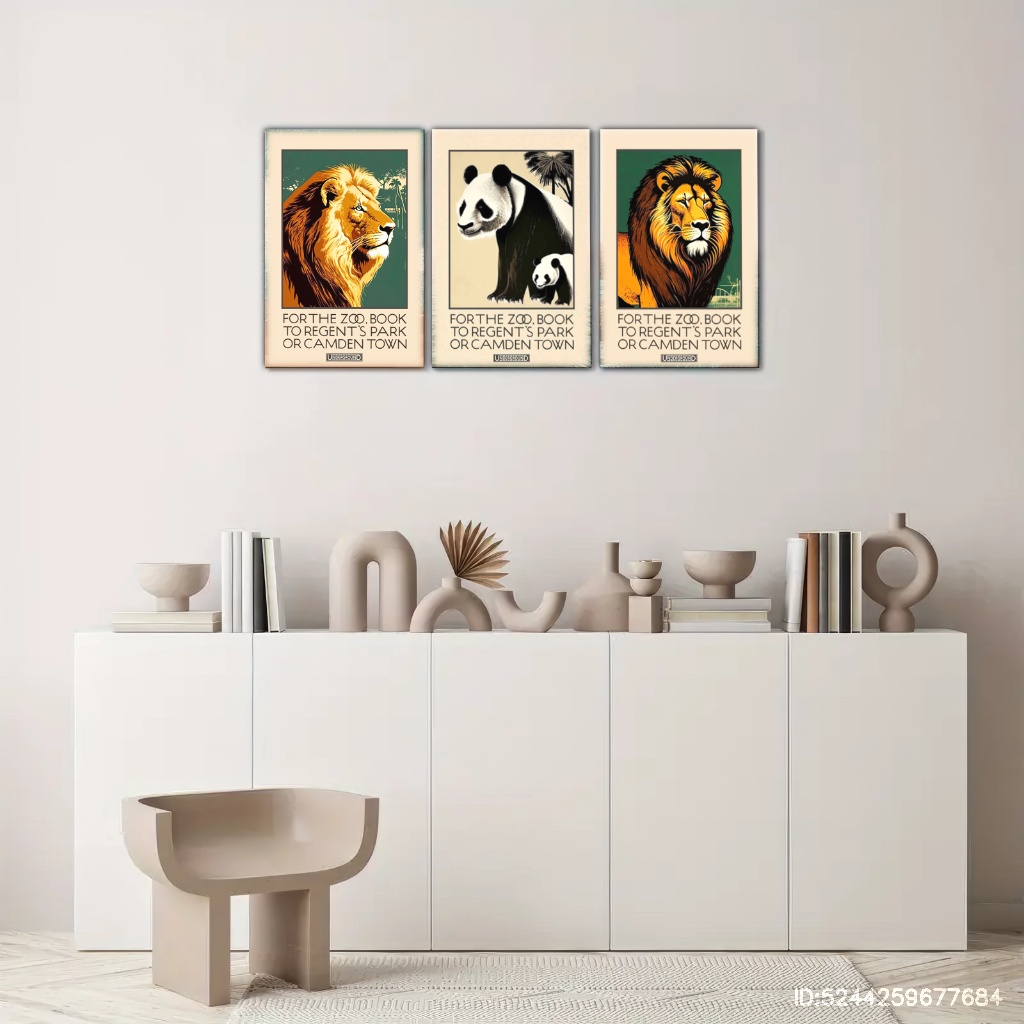 FOR THE ZOO, BOOK
TO REGENT'S PARK
OR CAMDEN TOWN
FOR THE ZOO, BOOK
TO REGENT'S PARK
OR CAMDEN TOWN
FOR THE ZOO, BOOK
TO REGENT'S PARK
OR CAMDEN TOWN
ID:5244259677684